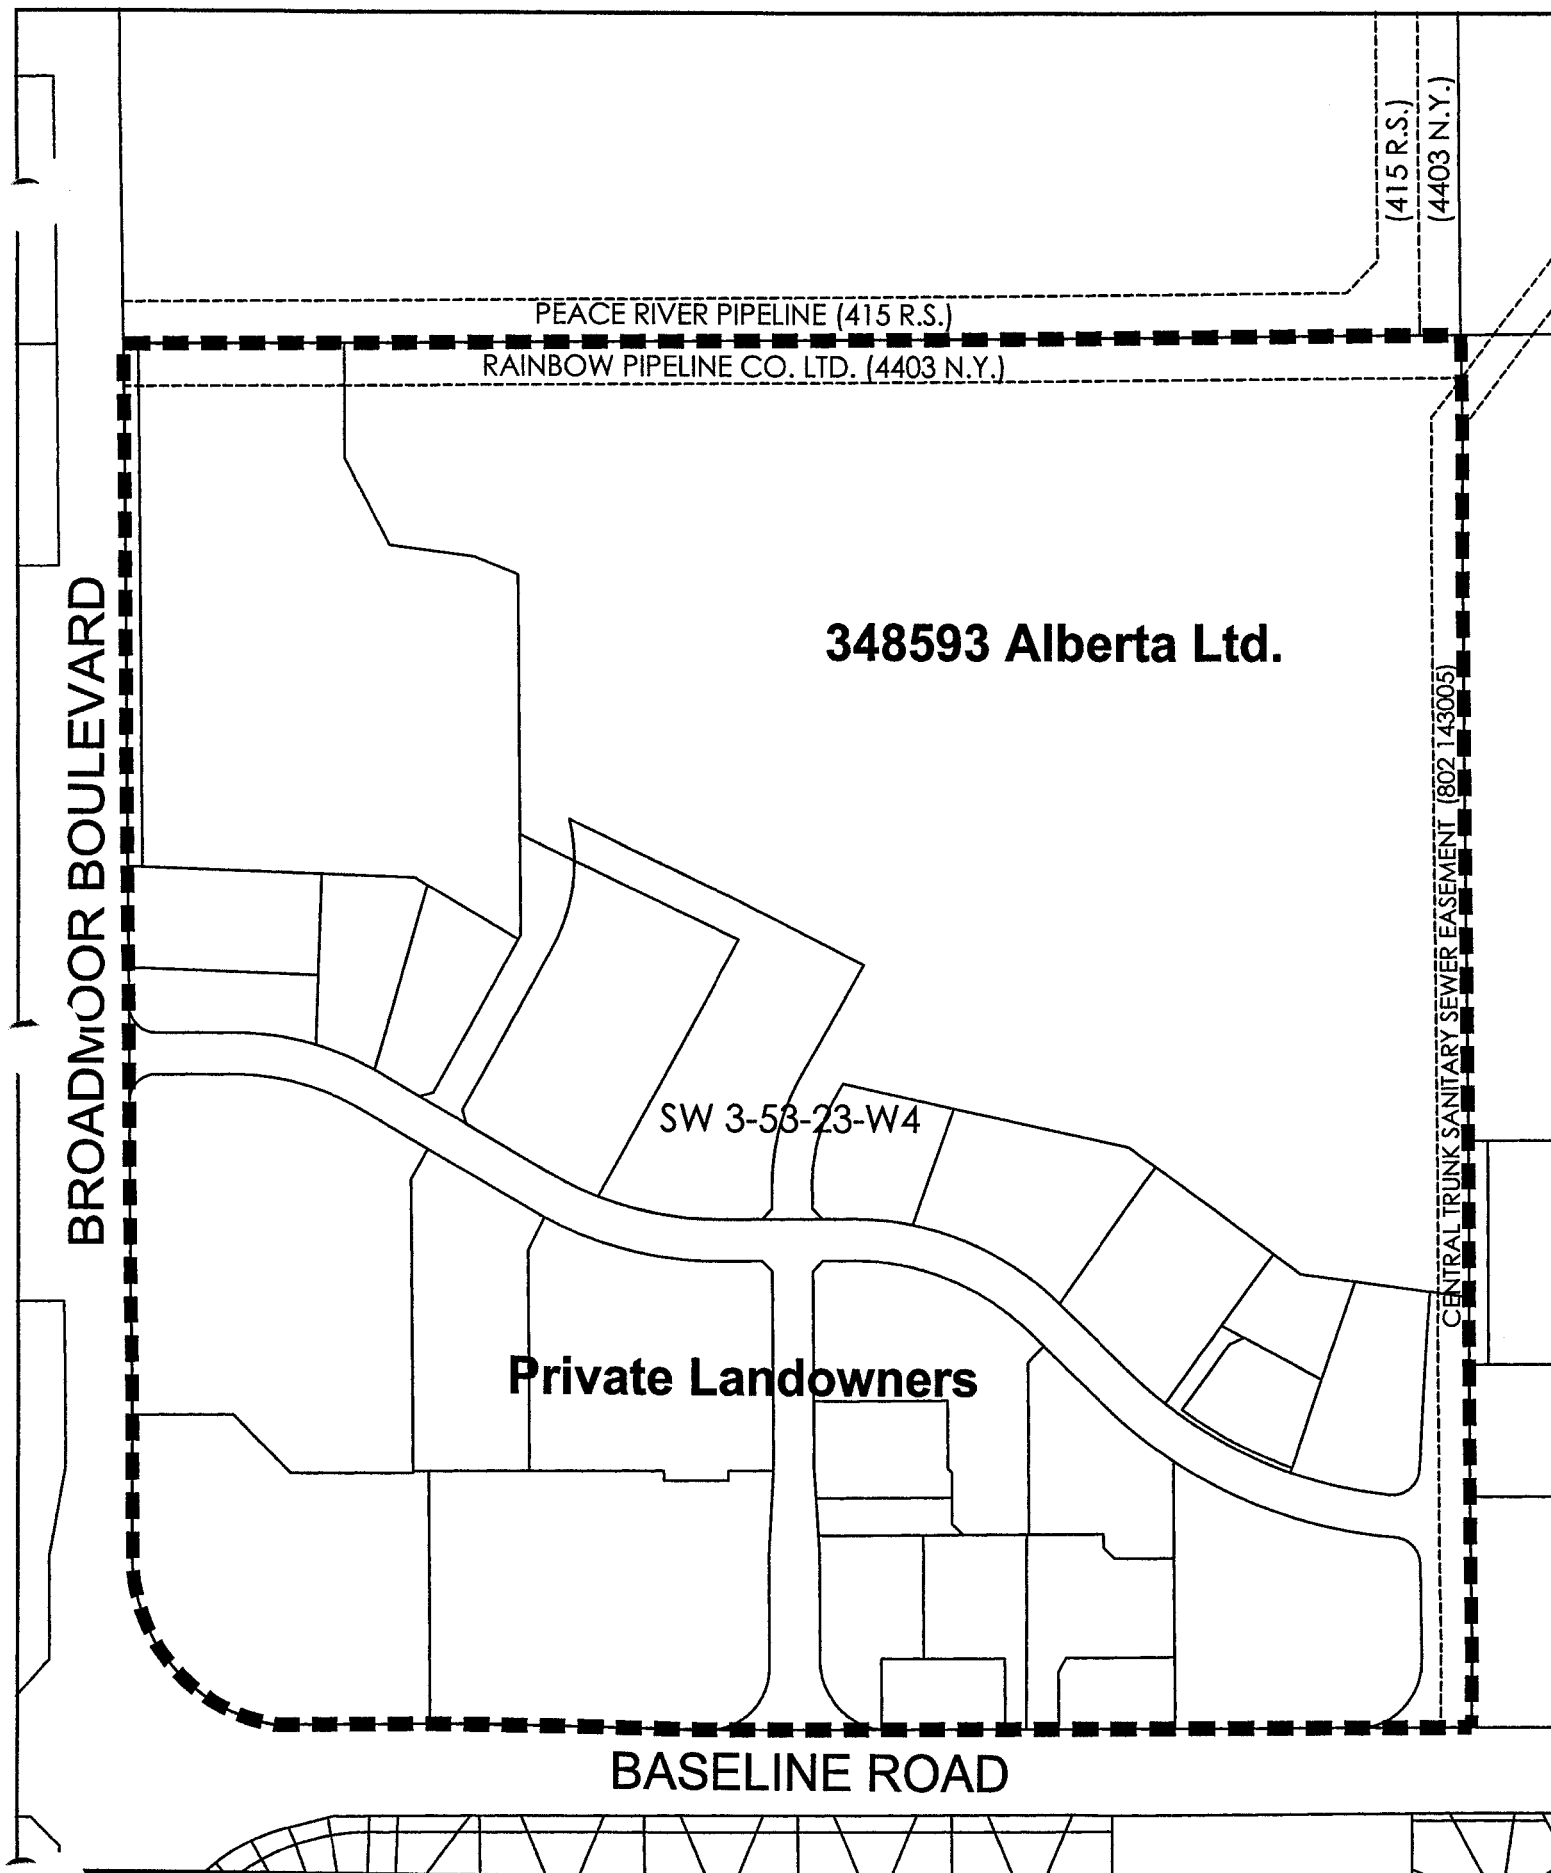 (415 R.S.)
(4403 N.Y.)
PEACE RIVER PIPELINE (415 R.S.)
RAINBOW PIPELINE CO. LTD. (4403 N.Y.)
348593 Alberta Ltd.
BROADMOOR BOULEVARD
CENTRAL TRUNK SANITARY SEWER EASEMENT (802 143005)
SW 3-53-23-W4
Private Landowners
BASELINE ROAD